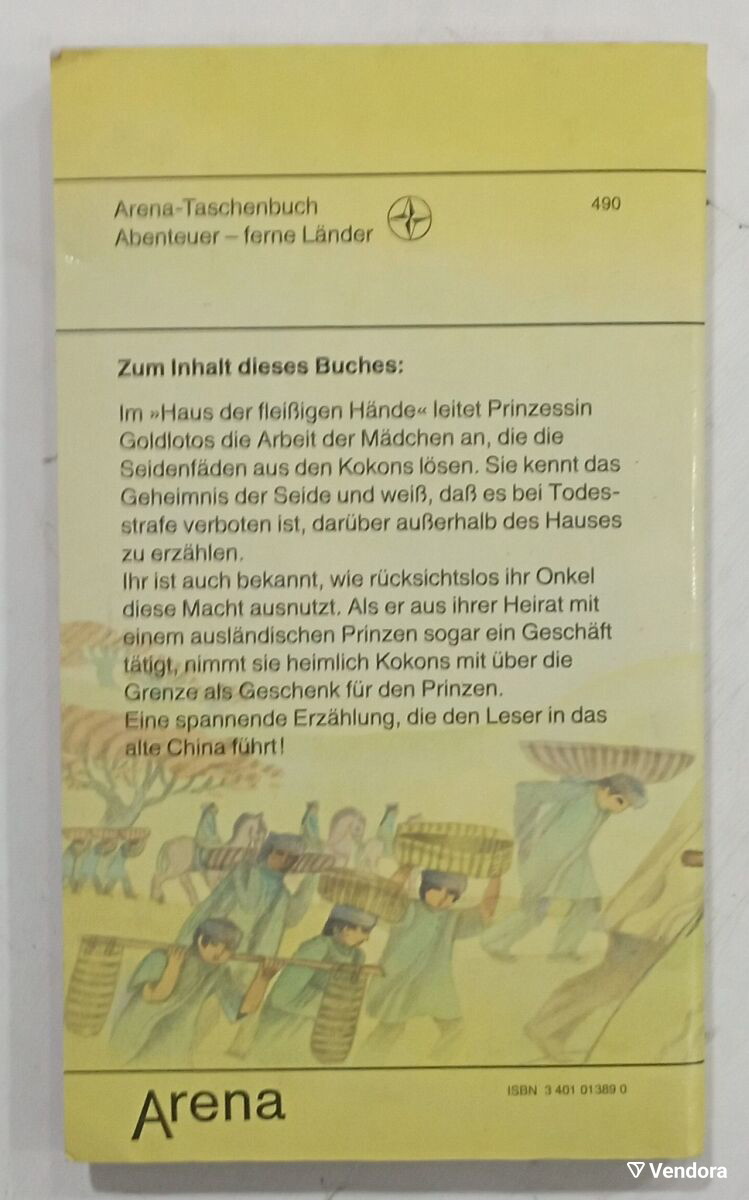 Arena-Taschenbuch
Abenteuer – ferne Länder
490
Zum Inhalt dieses Buches:
Im »Haus der fleißigen Hände« leitet Prinzessin
Goldlotos die Arbeit der Mädchen an, die die
Seidenfäden aus den Kokons lösen. Sie kennt das
Geheimnis der Seide und weiß, daß es bei Todes-
strafe verboten ist, darüber außerhalb des Hauses
zu erzählen.
Ihr ist auch bekannt, wie rücksichtslos ihr Onkel
diese Macht ausnutzt. Als er aus ihrer Heirat mit
einem ausländischen Prinzen sogar ein Geschäft
tätigt, nimmt sie heimlich Kokons mit über die
Grenze als Geschenk für den Prinzen.
Eine spannende Erzählung, die den Leser in das
alte China führt!
Arena
ISBN 3 401 01389 0
Vendora